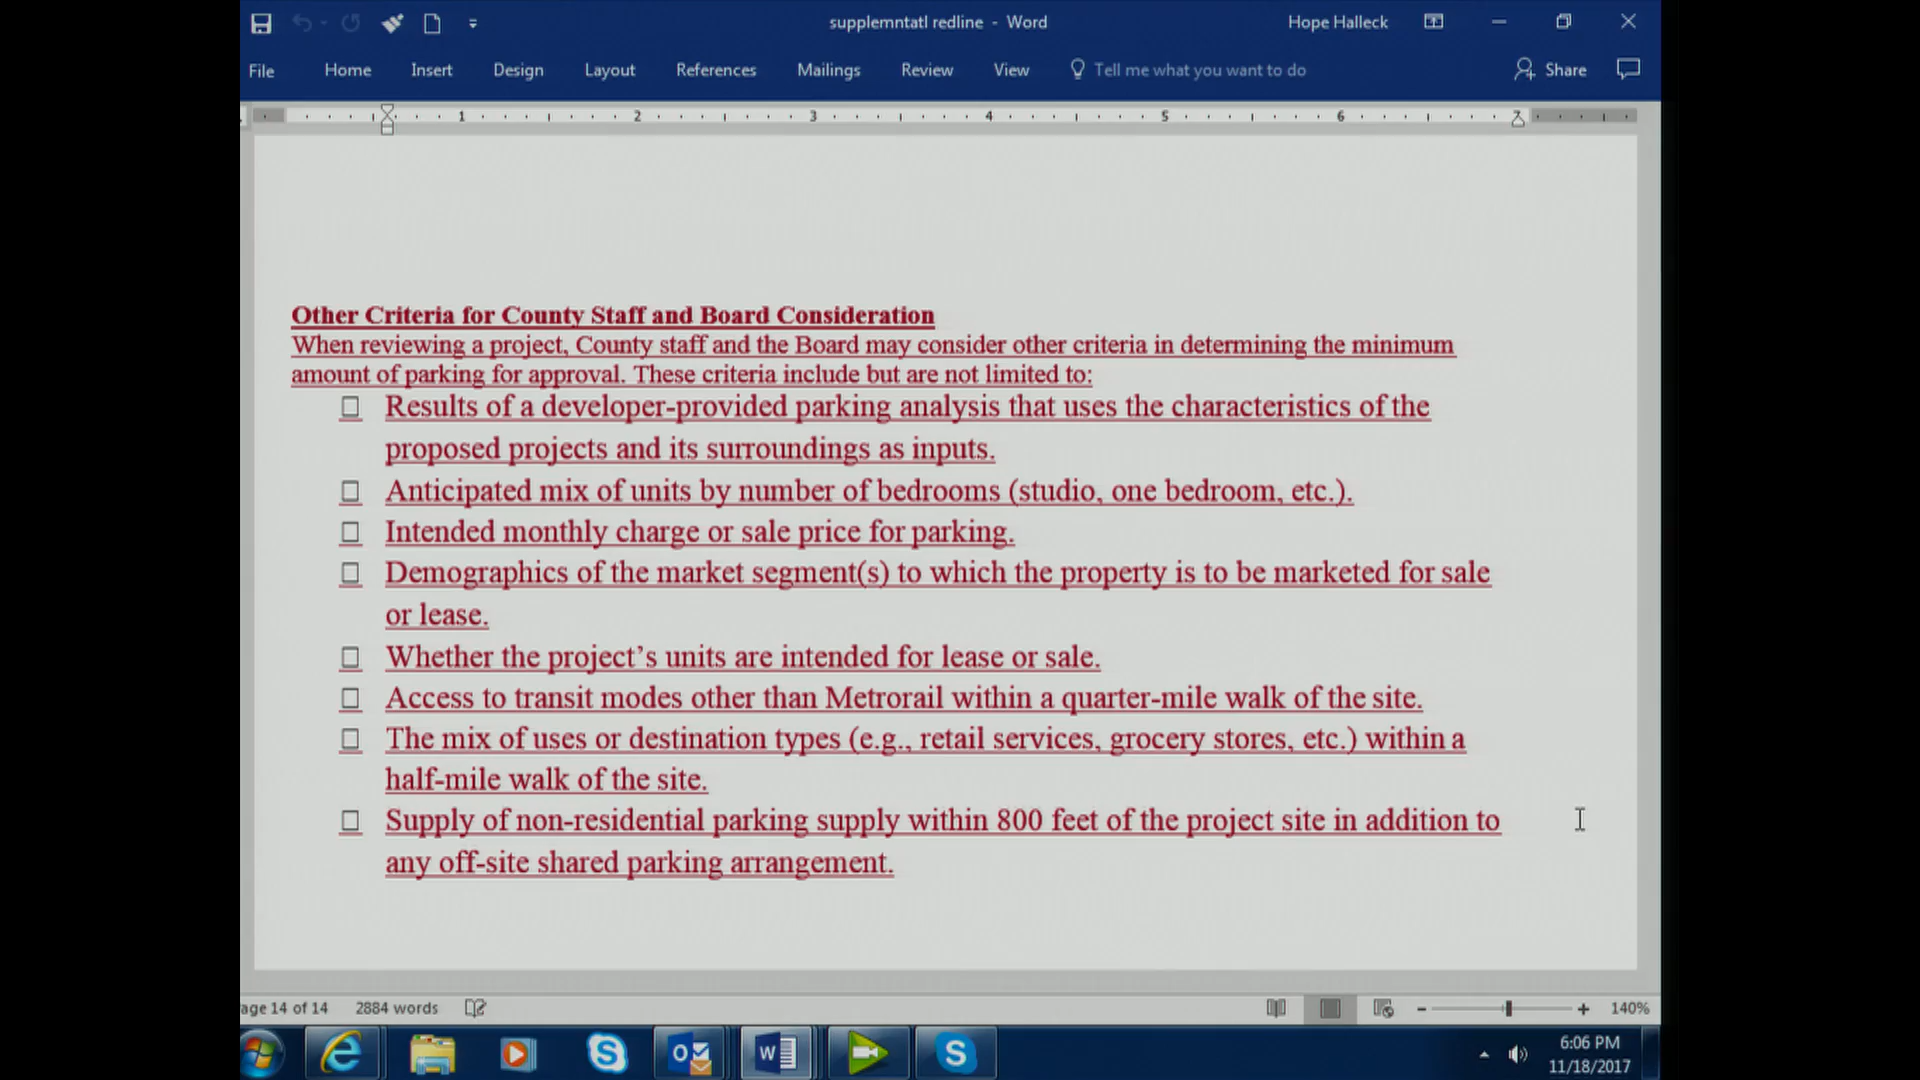 supplemntatl redline - Word
Hope Halleck
File Home Insert Design Layout References Mailings Review View Tell me what you want to do Share
1 2 3 4 5 6 7
Other Criteria for County Staff and Board Consideration
When reviewing a project, County staff and the Board may consider other criteria in determining the minimum
amount of parking for approval. These criteria include but are not limited to:
Results of a developer-provided parking analysis that uses the characteristics of the
proposed projects and its surroundings as inputs.
Anticipated mix of units by number of bedrooms (studio, one bedroom, etc.).
Intended monthly charge or sale price for parking.
Demographics of the market segment(s) to which the property is to be marketed for sale
or lease.
Whether the project’s units are intended for lease or sale.
Access to transit modes other than Metrorail within a quarter-mile walk of the site.
The mix of uses or destination types (e.g., retail services, grocery stores, etc.) within a
half-mile walk of the site.
Supply of non-residential parking supply within 800 feet of the project site in addition to
any off-site shared parking arrangement.
age 14 of 14 2884 words 140%
6:06 PM
11/18/2017